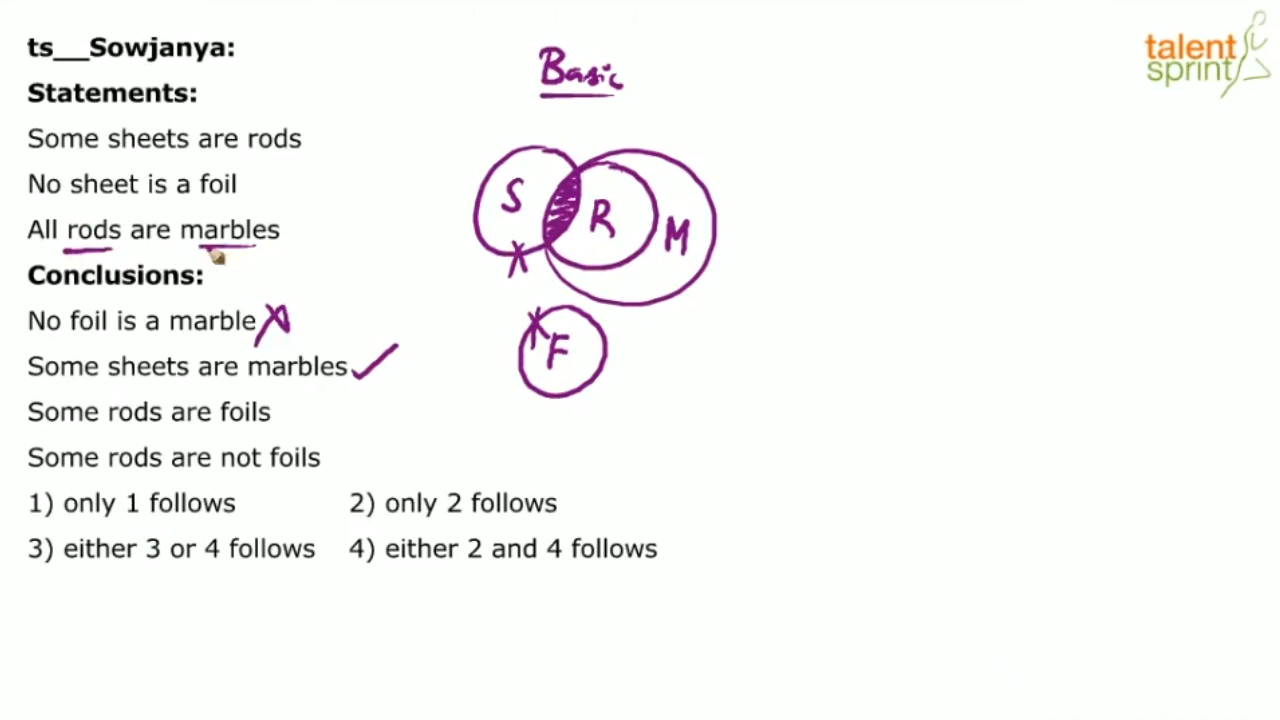 ts__Sowjanya:
Statements:
Some sheets are rods
No sheet is a foil
All rods are marbles
Conclusions:
No foil is a marble
Some sheets are marbles
Some rods are foils
Some rods are not foils
1) only 1 follows 2) only 2 follows
3) either 3 or 4 follows 4) either 2 and 4 follows
Basic
S R M
F
talent
sprint